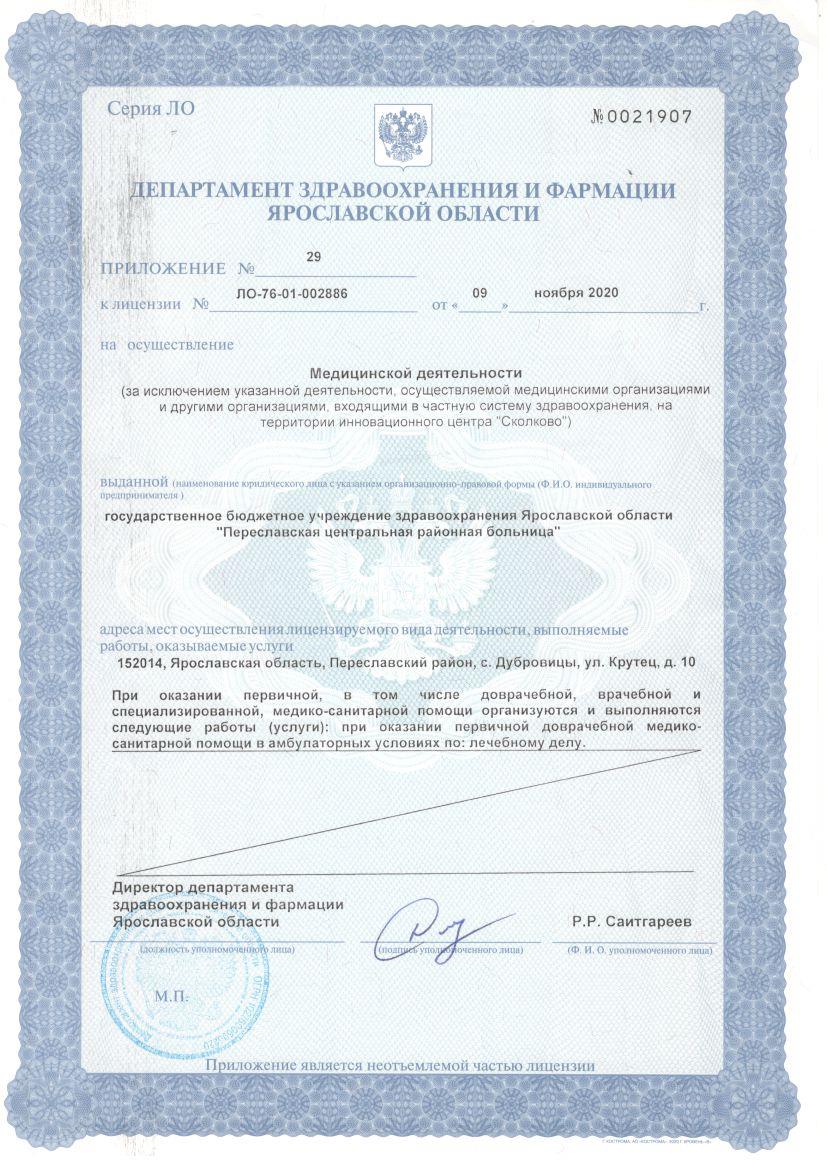 Серия ЛО
№0021907
ДЕПАРТАМЕНТ ЗДРАВООХРАНЕНИЯ И ФАРМАЦИИ
ЯРОСЛАВСКОЙ ОБЛАСТИ
ПРИЛОЖЕНИЕ № 29
к лицензии № ЛО-76-01-002886 от « 09 » ноября 2020 г.
на осуществление
Медицинской деятельности
(за исключением указанной деятельности, осуществляемой медицинскими организациями
и другими организациями, входящими в частную систему здравоохранения, на
территории инновационного центра "Сколково")
выданной (наименование юридического лица с указанием организационно-правовой формы (Ф.И.О. индивидуального
предпринимателя )
государственное бюджетное учреждение здравоохранения Ярославской области
"Переславская центральная районная больница"
адреса мест осуществления лицензируемого вида деятельности, выполняемые
работы, оказываемые услуги
152014, Ярославская область, Переславский район, с. Дубровицы, ул. Крутец, д. 10
При оказании первичной, в том числе доврачебной, врачебной и
специализированной, медико-санитарной помощи организуются и выполняются
следующие работы (услуги): при оказании первичной доврачебной медико-
санитарной помощи в амбулаторных условиях по: лечебному делу.
Директор департамента
здравоохранения и фармации
Ярославской области
Р.Р. Саитгареев
(должность уполномоченного лица)
(подпись уполномоченного лица)
(Ф. И. О. уполномоченного лица)
М.П.
Приложение является неотъемлемой частью лицензии